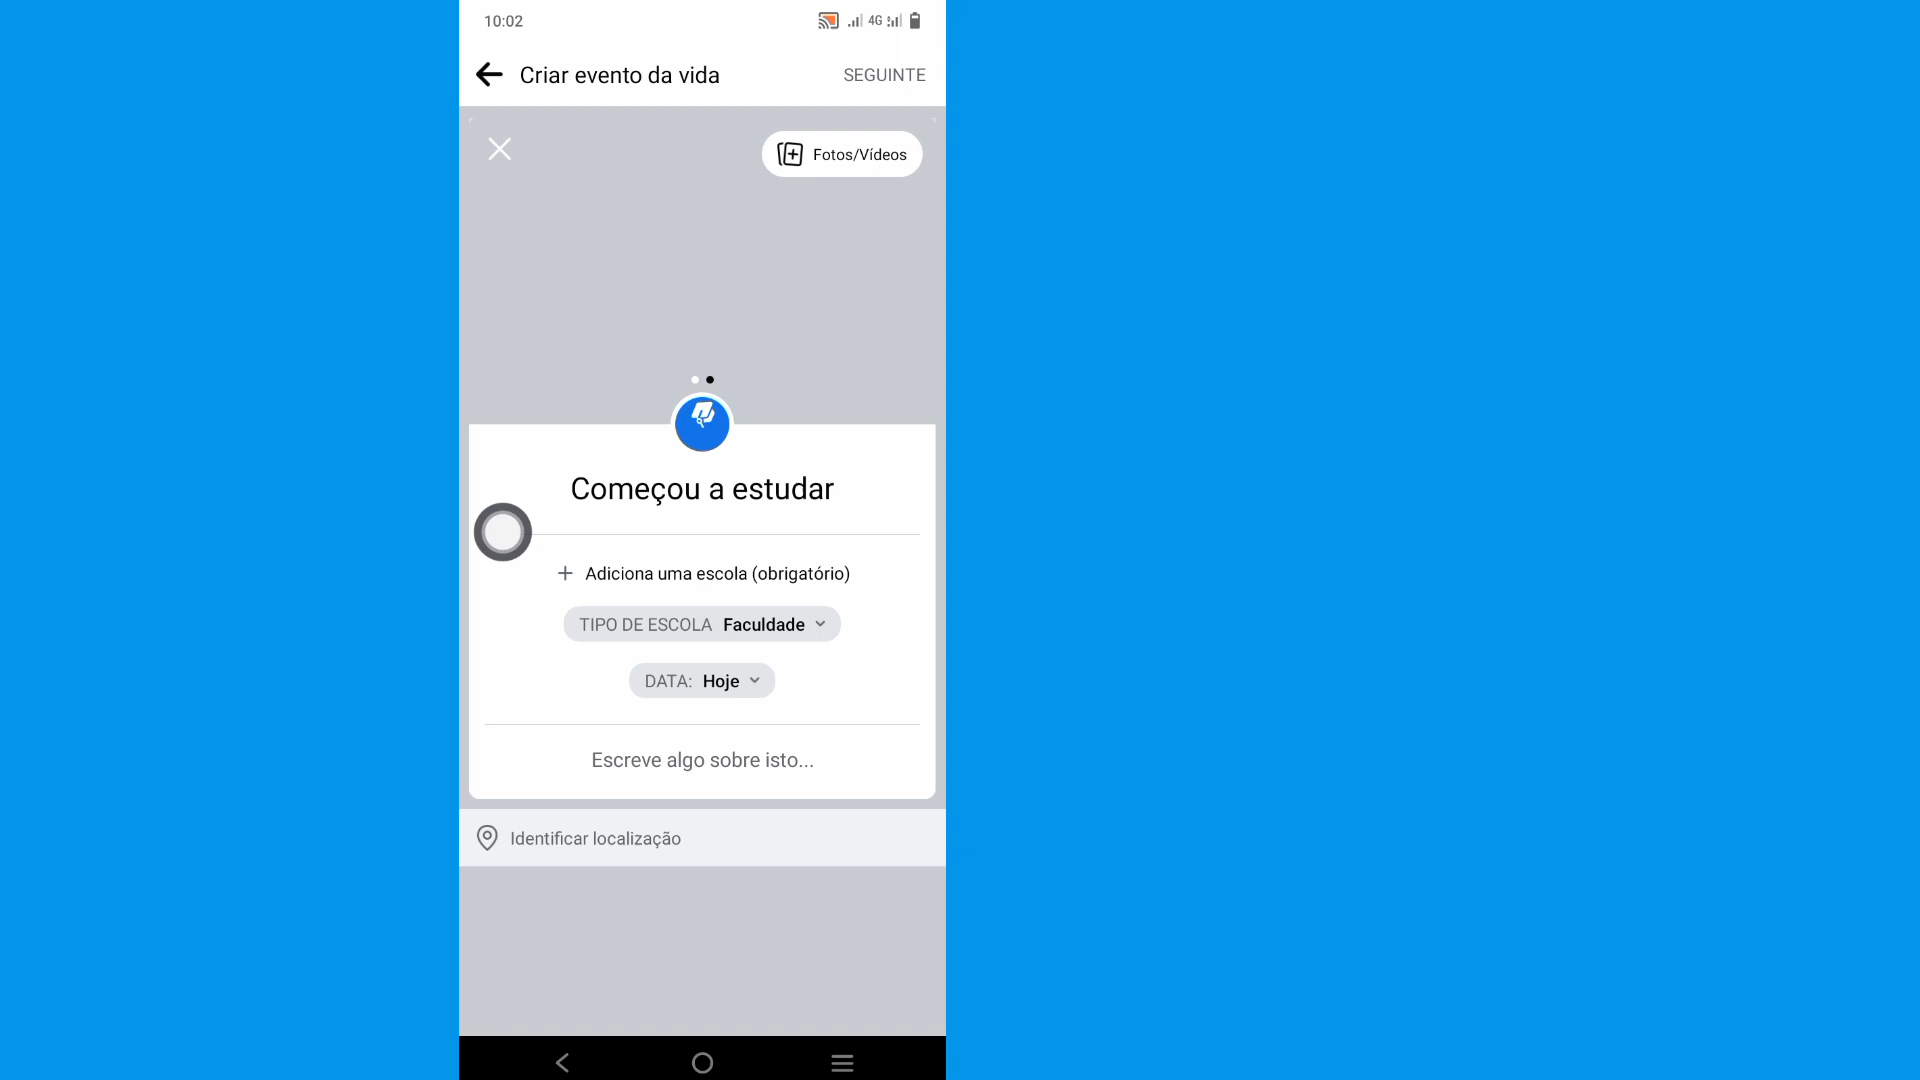 10:02
4G
Criar evento da vida
SEGUINTE
Fotos/Vídeos
Começou a estudar
Adiciona uma escola (obrigatório)
TIPO DE ESCOLA Faculdade
DATA: Hoje
Escreve algo sobre isto...
Identificar localização